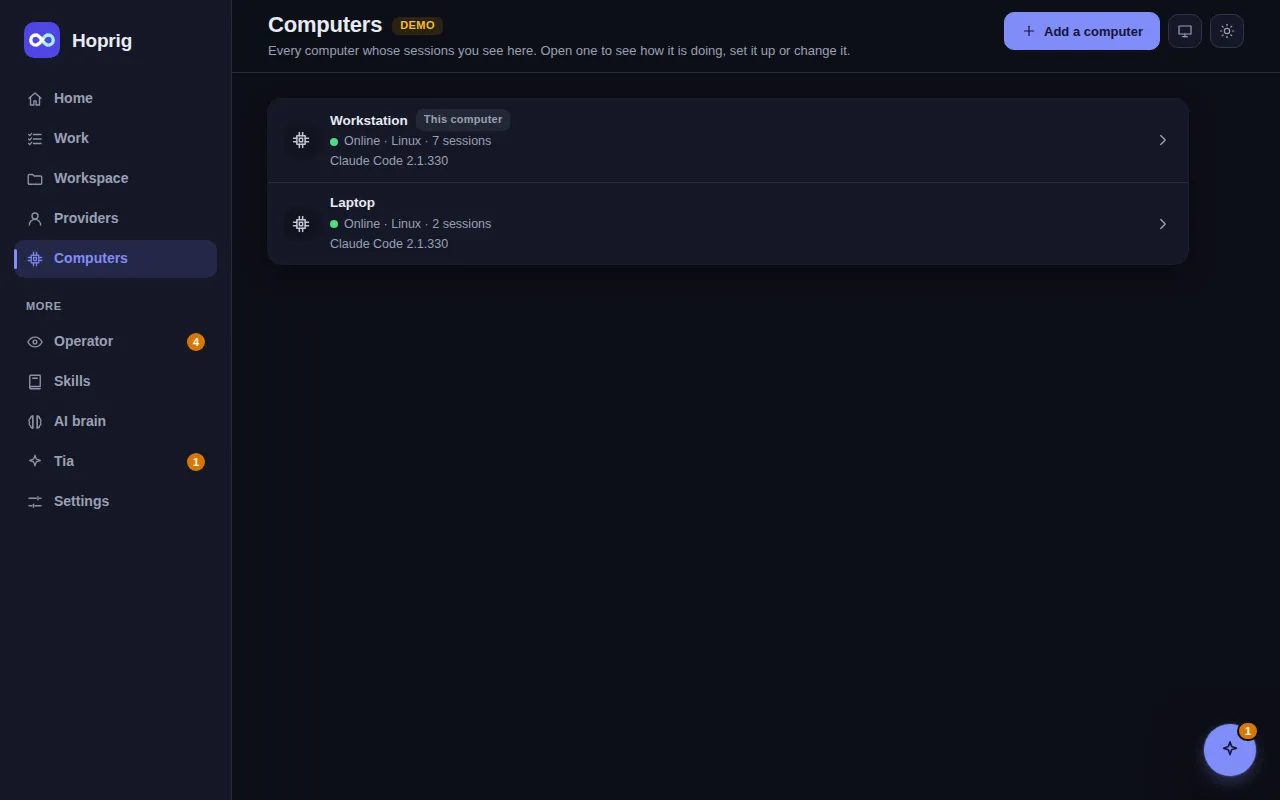 Hoprig
Home
Work
Workspace
Providers
Computers
MORE
Operator 4
Skills
AI brain
Tia 1
Settings
Computers DEMO
Every computer whose sessions you see here. Open one to see how it is doing, set it up or change it.
Add a computer
Workstation This computer
Online · Linux · 7 sessions
Claude Code 2.1.330
Laptop
Online · Linux · 2 sessions
Claude Code 2.1.330
1